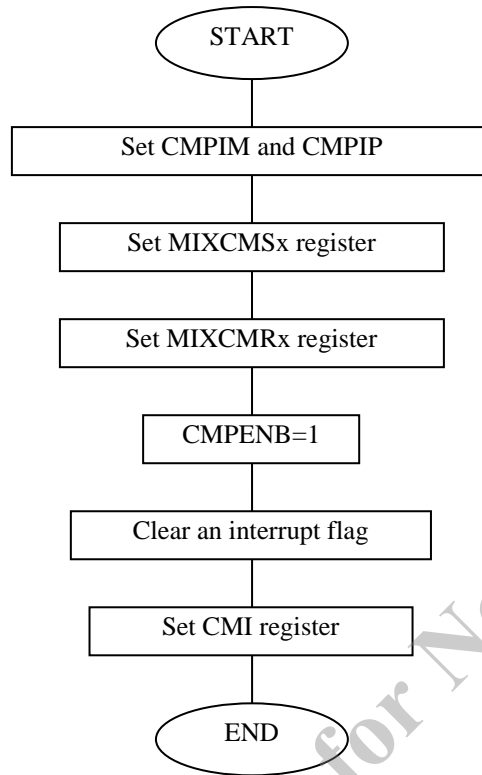 START
Set CMPIM and CMPIP
Set MIXCMSx register
Set MIXCMRx register
CMPENB=1
Clear an interrupt flag
Set CMI register
END
for